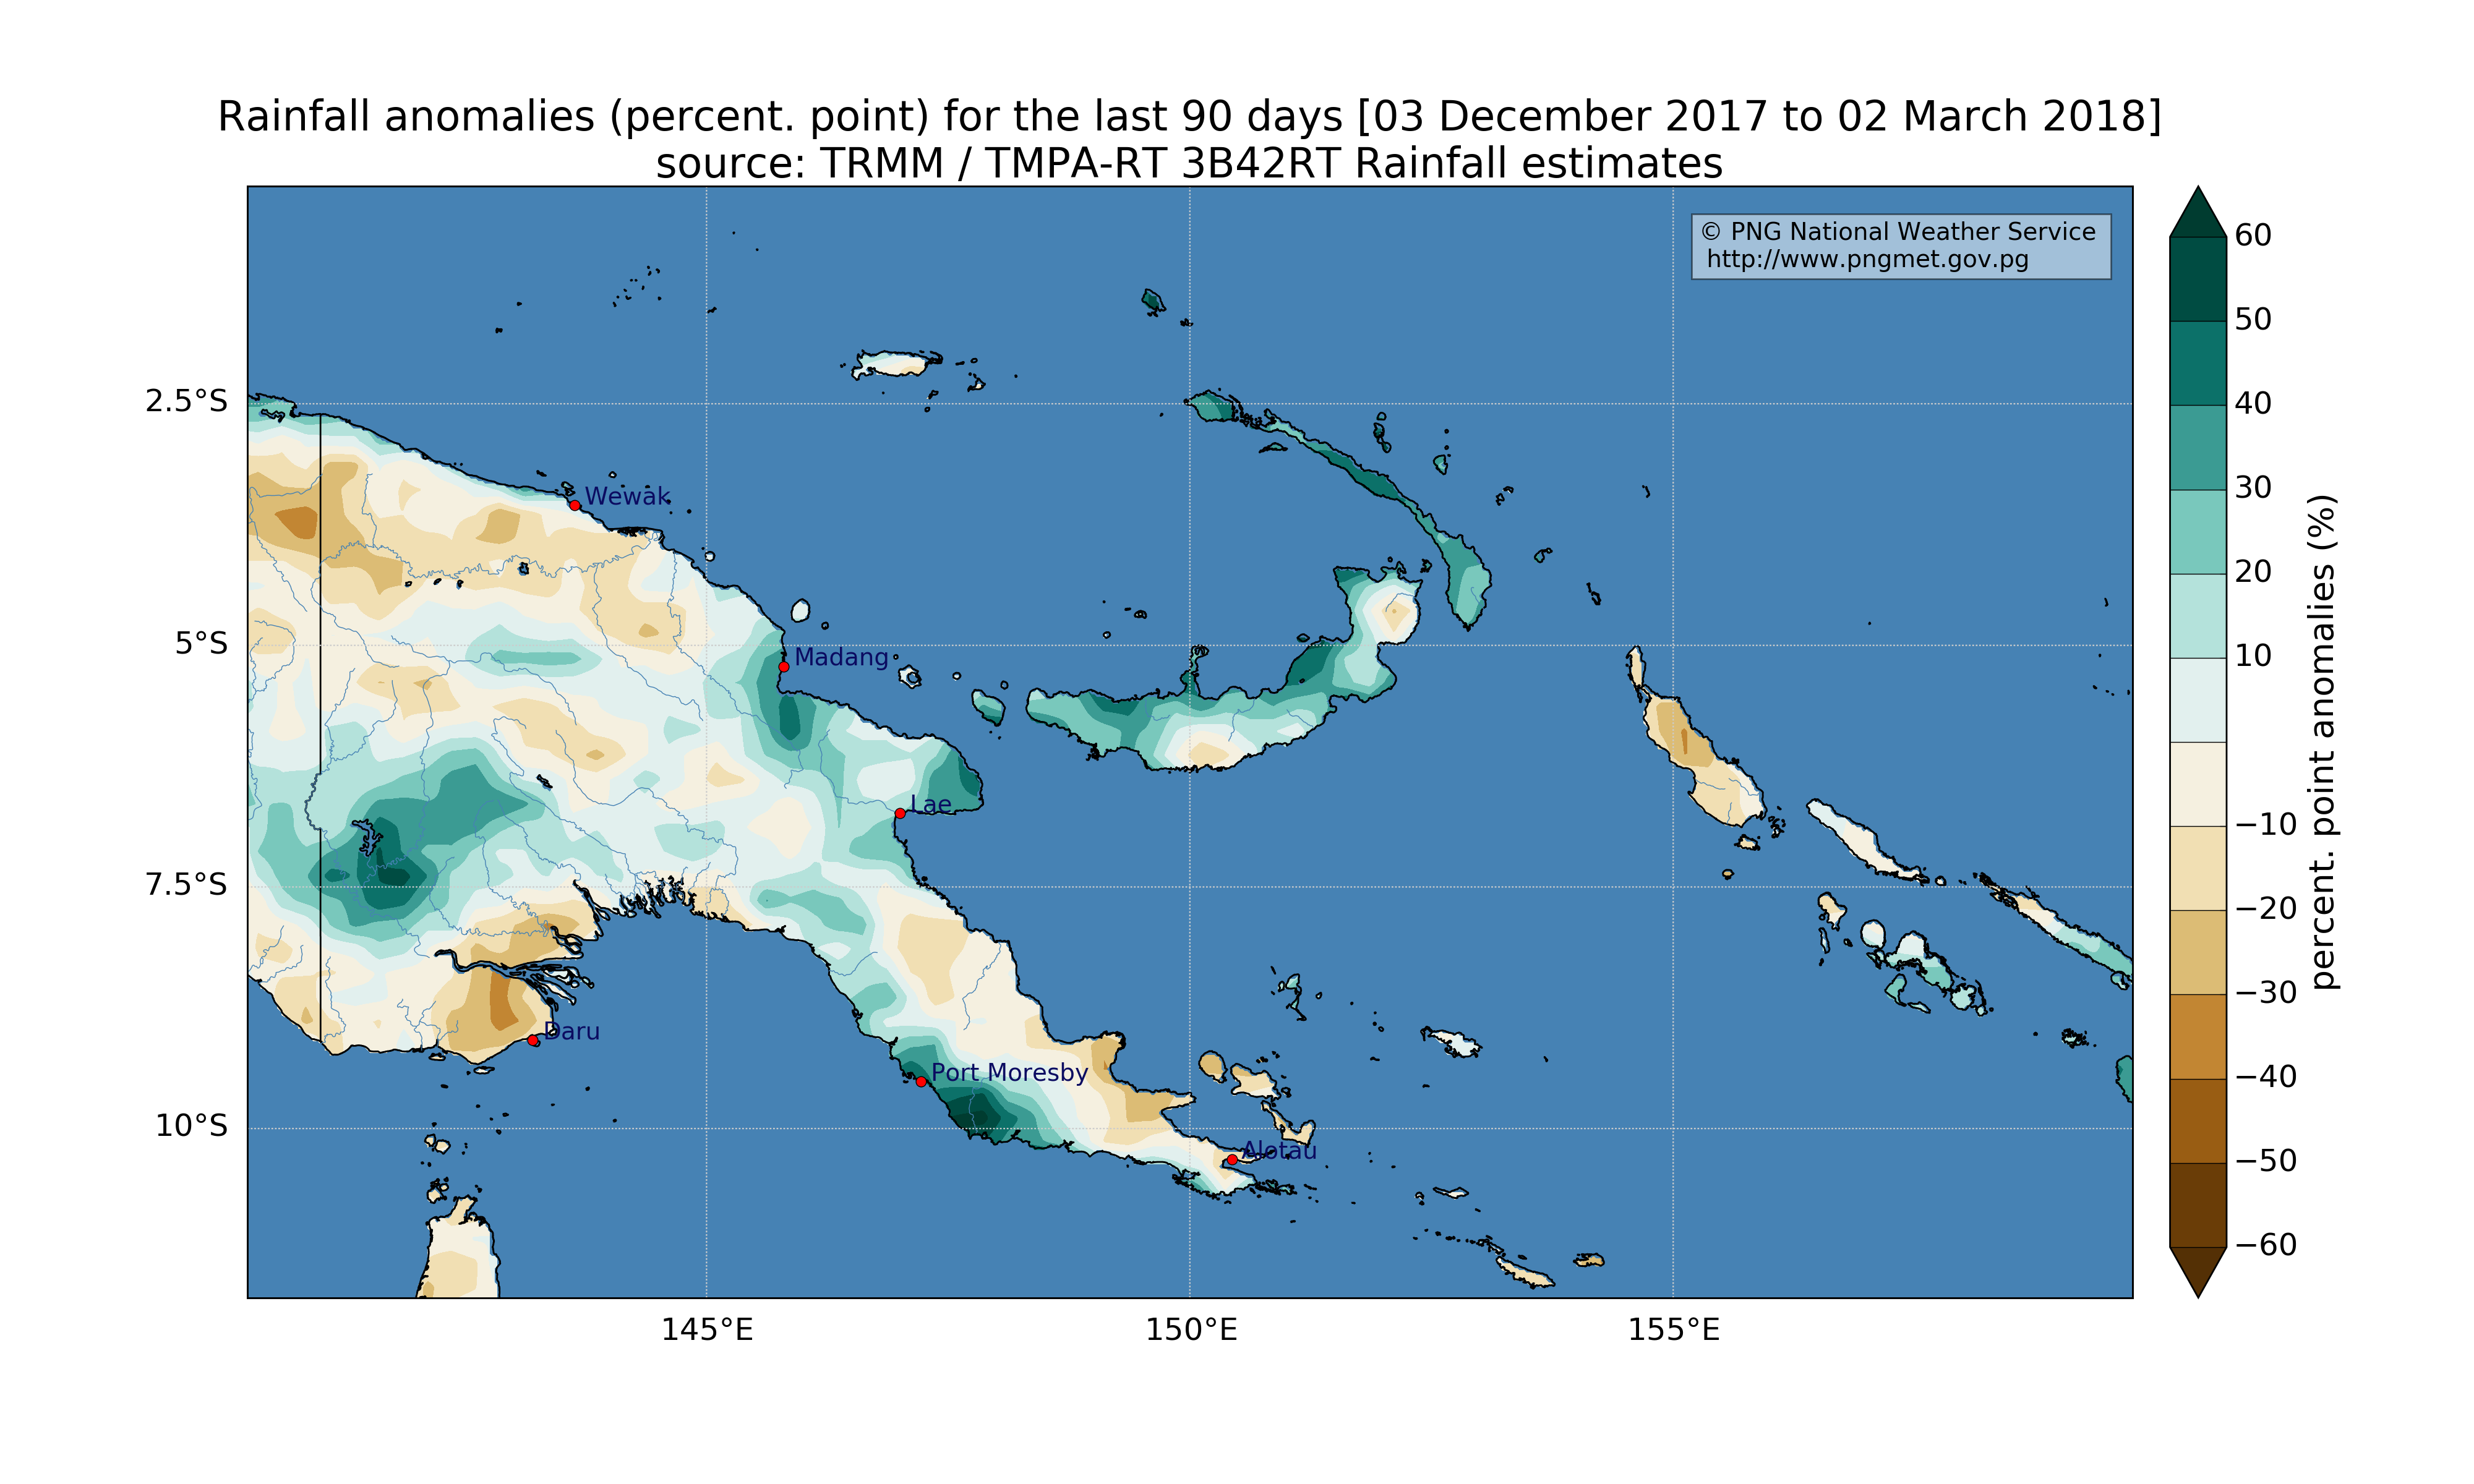 Rainfall anomalies (percent. point) for the last 90 days [03 December 2017 to 02 March 2018]
source: TRMM / TMPA-RT 3B42RT Rainfall estimates
© PNG National Weather Service
http://www.pngmet.gov.pg
2.5°S
5°S
7.5°S
10°S
Wewak
Madang
Lae
Daru
Port Moresby
Alotau
145°E
150°E
155°E
60
50
40
30
20
10
−10
−20
−30
−40
−50
−60
percent. point anomalies (%)